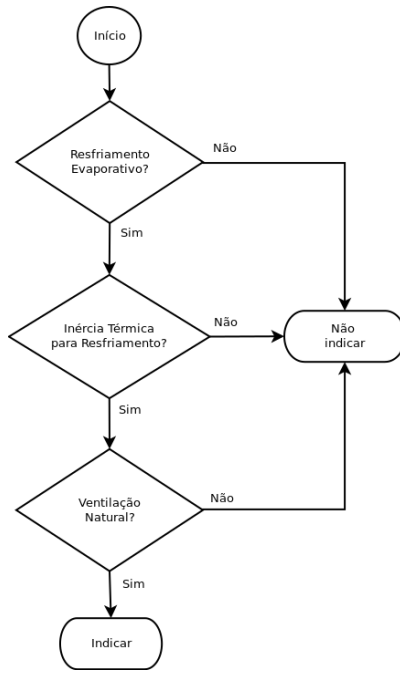 Início
Resfriamento
Evaporativo?
Não
Sim
Inércia Térmica
para Resfriamento?
Não
Não
indicar
Sim
Ventilação
Natural?
Não
Sim
Indicar